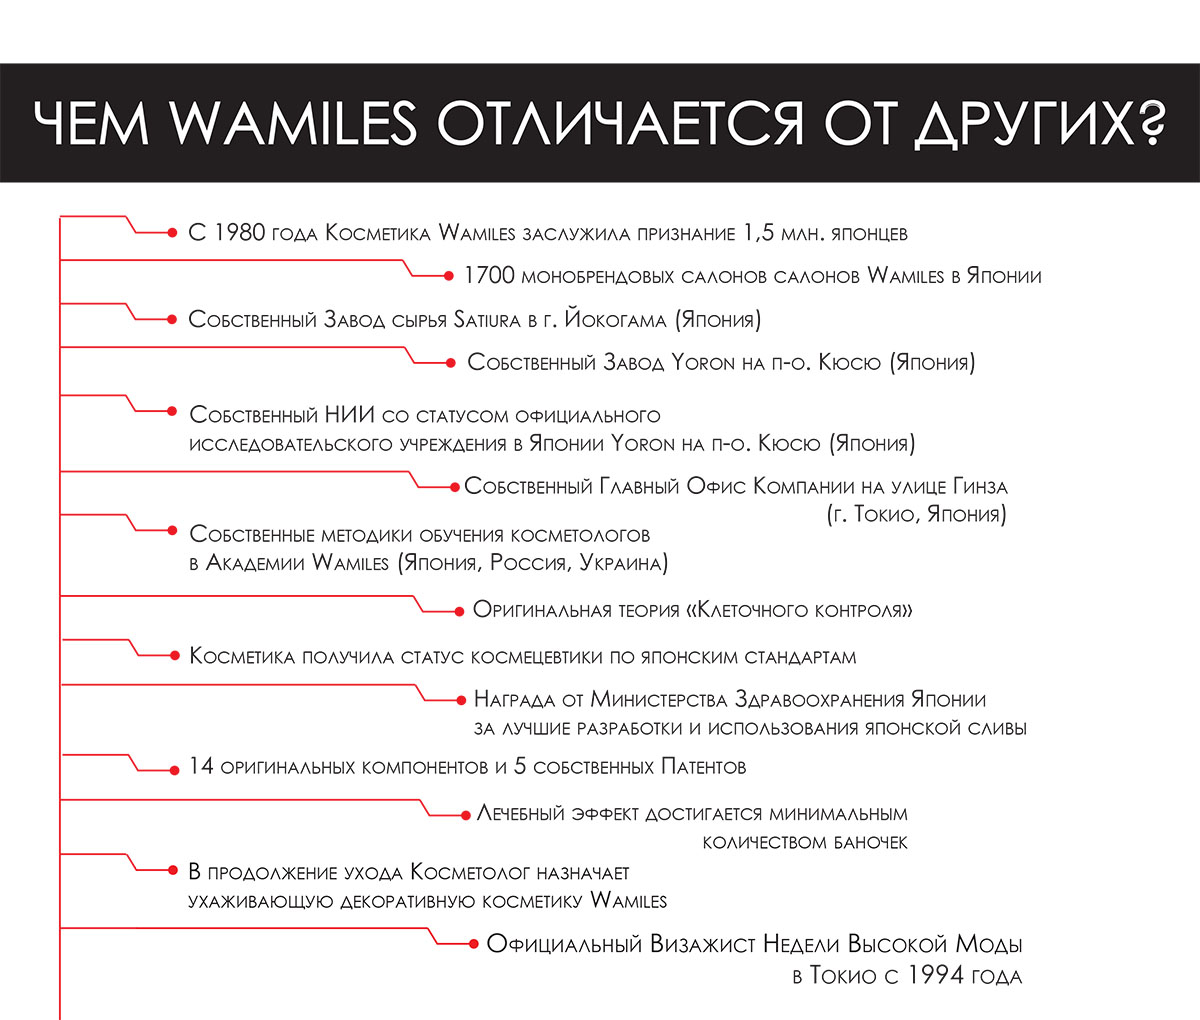 ЧЕМ WAMILES ОТЛИЧАЕТСЯ ОТ ДРУГИХ?
С 1980 года Косметика Wamiles заслужила признание 1,5 млн. японцев
1700 монобрендовых салонов салонов Wamiles в Японии
Собственный Завод сырья Satiura в г. Йокогама (Япония)
Собственный Завод Yoron на п-о. Кюсю (Япония)
Собственный НИИ со статусом официального
исследовательского учреждения в Японии Yoron на п-о. Кюсю (Япония)
Собственный Главный Офис Компании на улице Гинза
(г. Токио, Япония)
Собственные методики обучения косметологов
в Академии Wamiles (Япония, Россия, Украина)
Оригинальная теория «Клеточного контроля»
Косметика получила статус космецевтики по японским стандартам
Награда от Министерства Здравоохранения Японии
за лучшие разработки и использования японской сливы
14 оригинальных компонентов и 5 собственных Патентов
Лечебный эффект достигается минимальным
количеством баночек
В продолжение ухода Косметолог назначает
ухаживающую декоративную косметику Wamiles
Официальный Визажист Недели Высокой Моды
в Токио с 1994 года